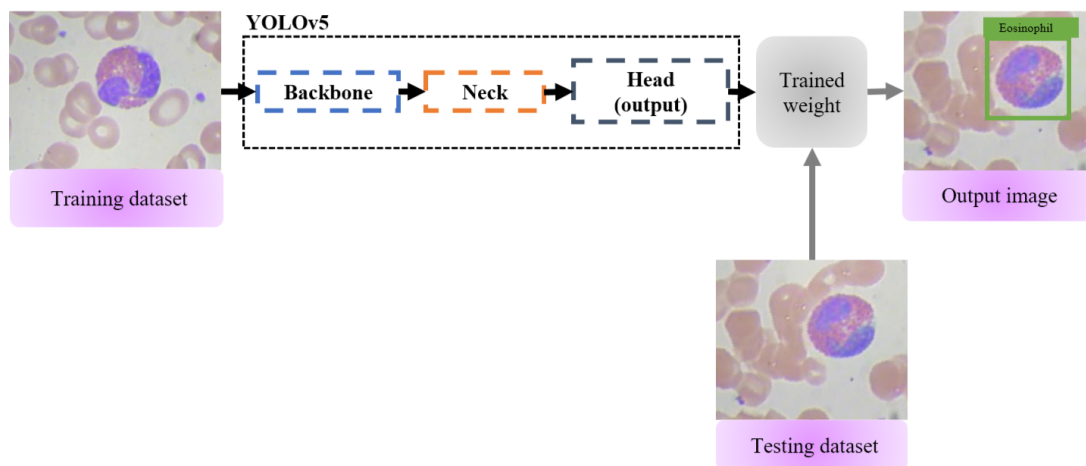 YOLOv5
Backbone
Neck
Head
(output)
Trained
weight
Eosinophil
Training dataset
Output image
Testing dataset